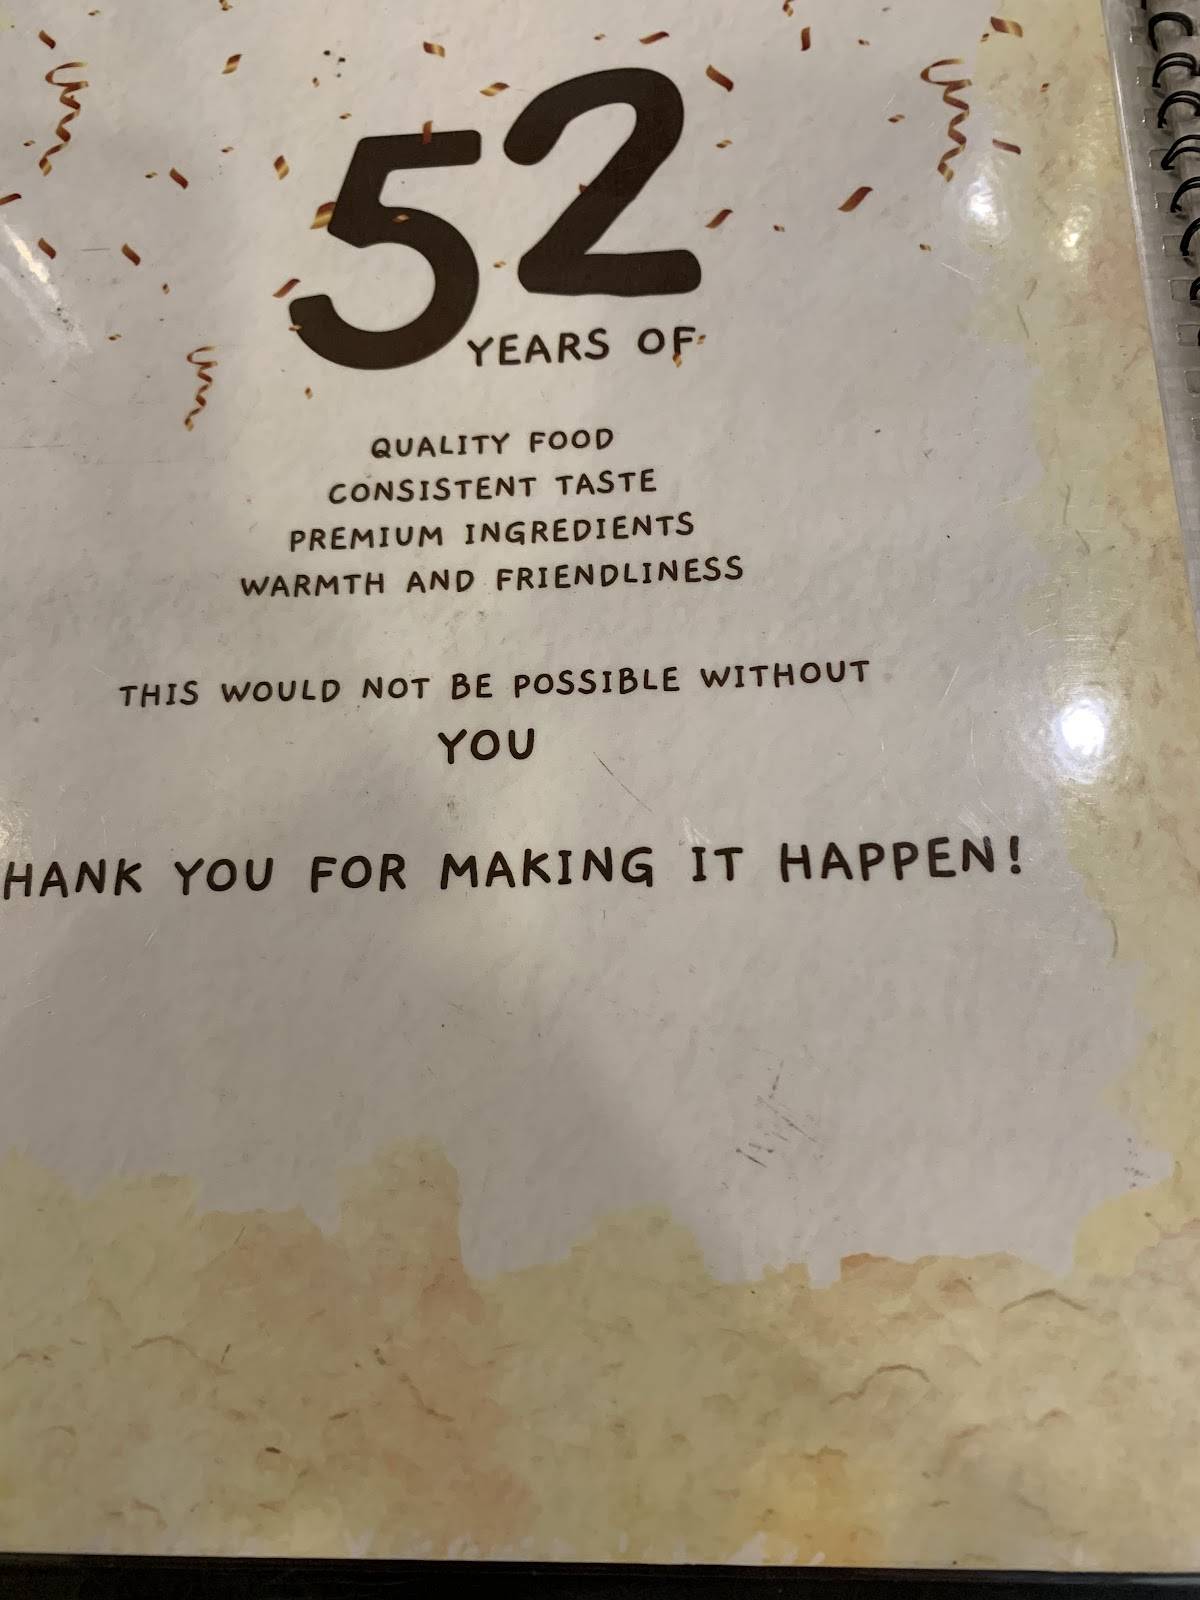 52
YEARS OF
QUALITY FOOD
CONSISTENT TASTE
PREMIUM INGREDIENTS
WARMTH AND FRIENDLINESS
THIS WOULD NOT BE POSSIBLE WITHOUT
YOU
HANK YOU FOR MAKING IT HAPPEN!